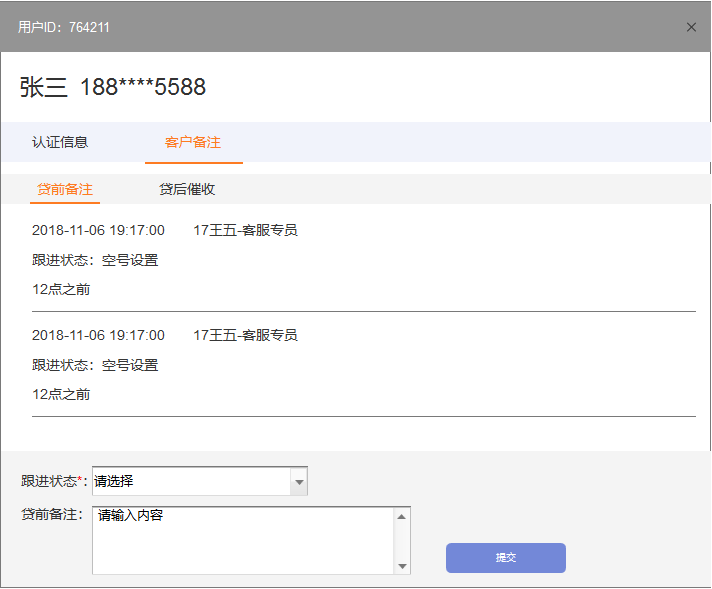 用户ID：764211
张三 188****5588
认证信息 客户备注
贷前备注 贷后催收
2018-11-06 19:17:00 17王五-客服专员
跟进状态：空号设置
12点之前
2018-11-06 19:17:00 17王五-客服专员
跟进状态：空号设置
12点之前
跟进状态*：请选择
贷前备注：请输入内容
提交